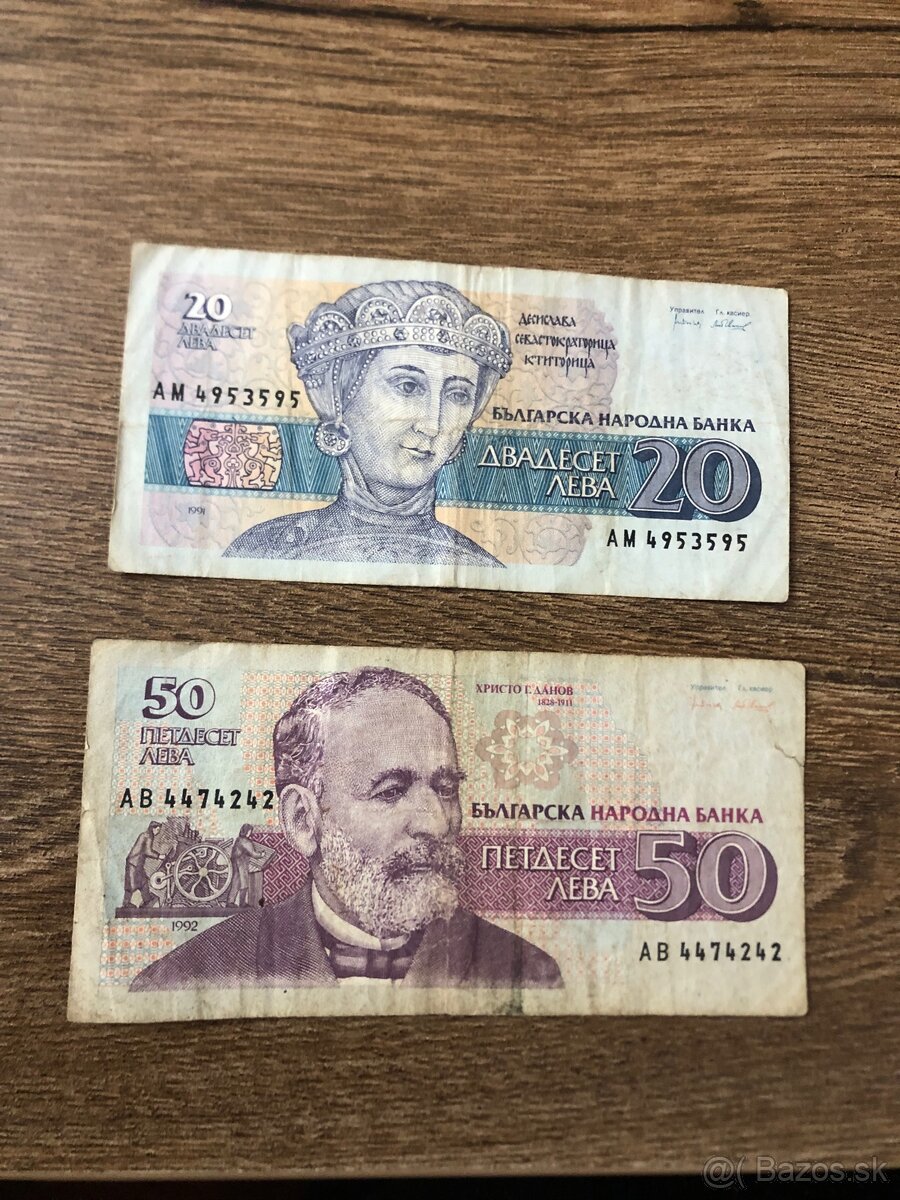 20
ДВАДЕСЕТ
ЛЕВА
АМ 4953595
1991
ДЕСИСЛАВА
СЕВАСТОКРАТОРИЦА
КТИТОРИЦА
Управител Гл. касиер
БЪЛГАРСКА НАРОДНА БАНКА
ДВАДЕСЕТ
ЛЕВА
20
АМ 4953595
50
ПЕТДЕСЕТ
ЛЕВА
АВ 4474242
1992
ХРИСТО Г. ДАНОВ
1828-1911
Управител Гл. касиер
БЪЛГАРСКА НАРОДНА БАНКА
ПЕТДЕСЕТ
ЛЕВА
50
АВ 4474242
@( Bazos.sk